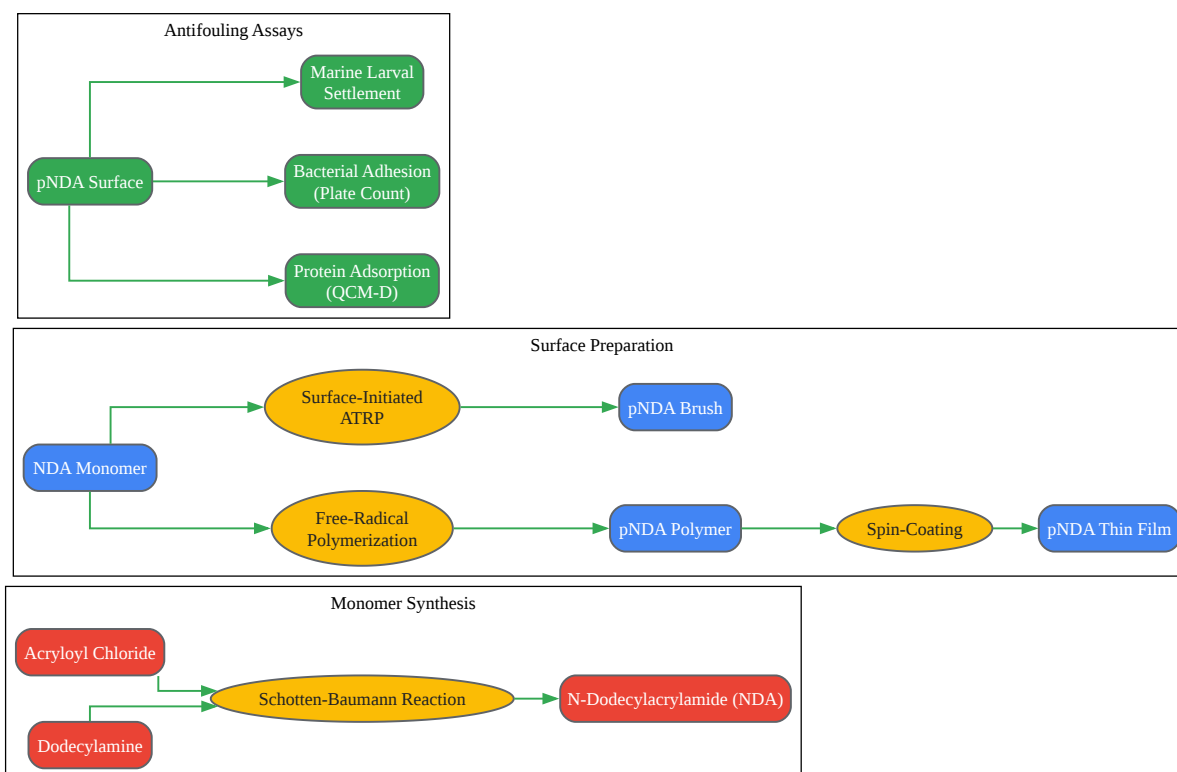 Antifouling Assays
Marine Larval
Settlement
pNDA Surface
Bacterial Adhesion
(Plate Count)
Protein Adsorption
(QCM-D)
Surface Preparation
Surface-Initiated
ATRP
pNDA Brush
NDA Monomer
Free-Radical
Polymerization
pNDA Polymer
Spin-Coating
pNDA Thin Film
Monomer Synthesis
Acryloyl Chloride
Schotten-Baumann Reaction
N-Dodecylacrylamide (NDA)
Dodecylamine